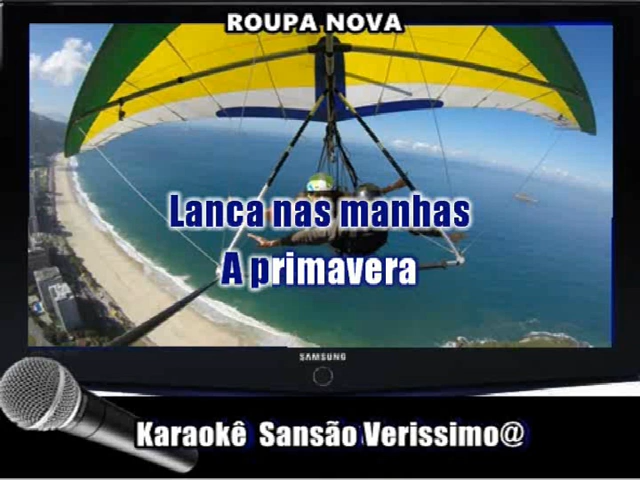 ROUPA NOVA
Lanca nas manhas
A primavera
SAMSUNG
Karaokê Sansão Verissimo@